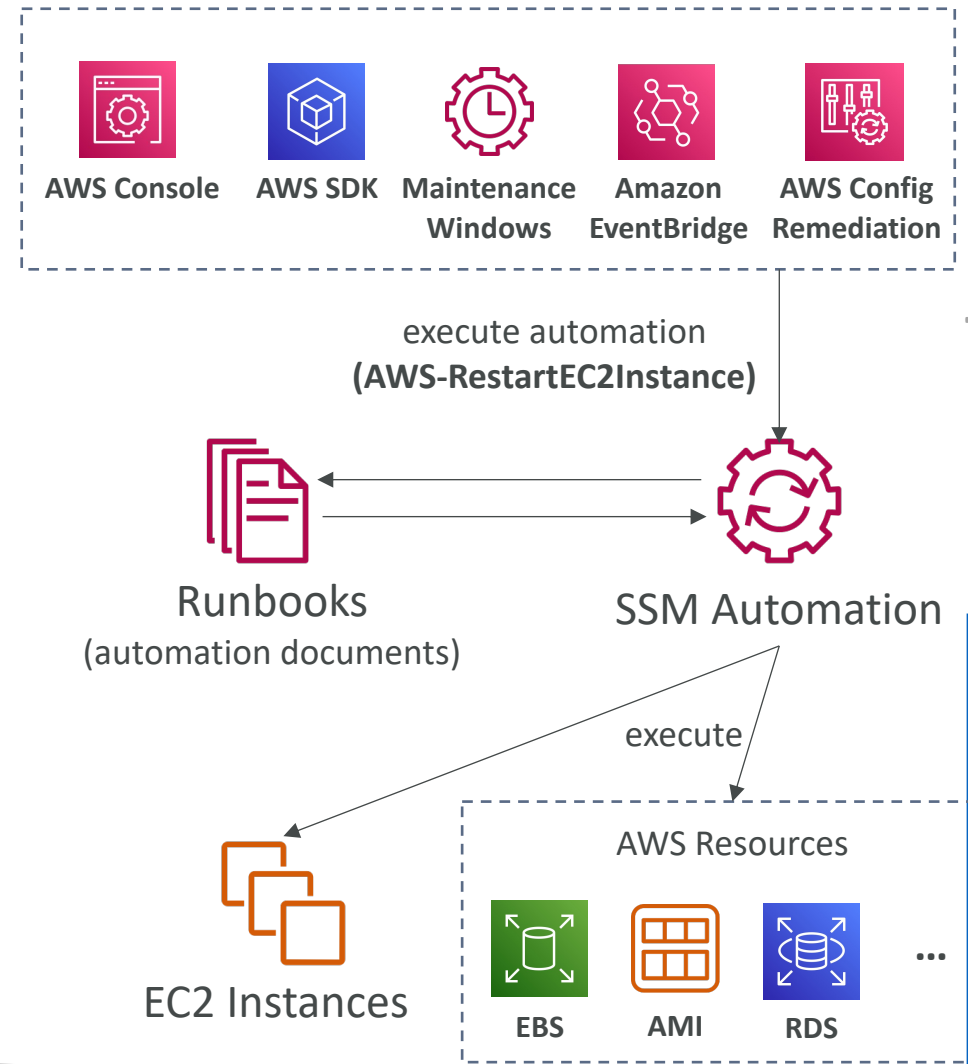 AWS Console
AWS SDK
Maintenance
Windows
Amazon
EventBridge
AWS Config
Remediation
execute automation
(AWS-RestartEC2Instance)
Runbooks
(automation documents)
SSM Automation
execute
AWS Resources
EC2 Instances
EBS
AMI
RDS
...